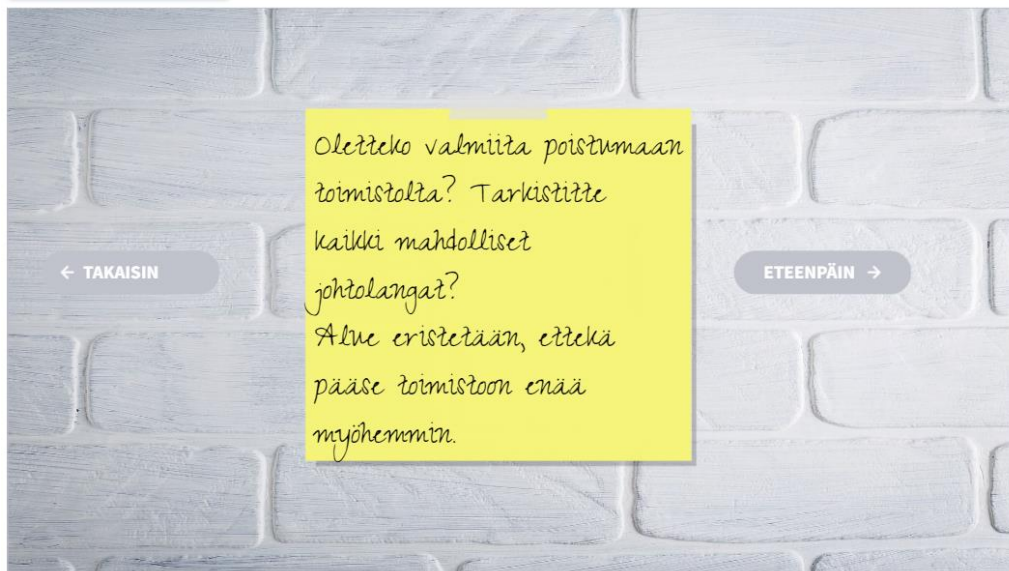 Oletteko valmiita poistumaan
toimistolta? Tarkistitte
kaikki mahdolliset
johtolangat?
Alue eristetään, ettekä
pääse toimistoon enää
myöhemmin.
← TAKAISIN
ETEENPÄIN →